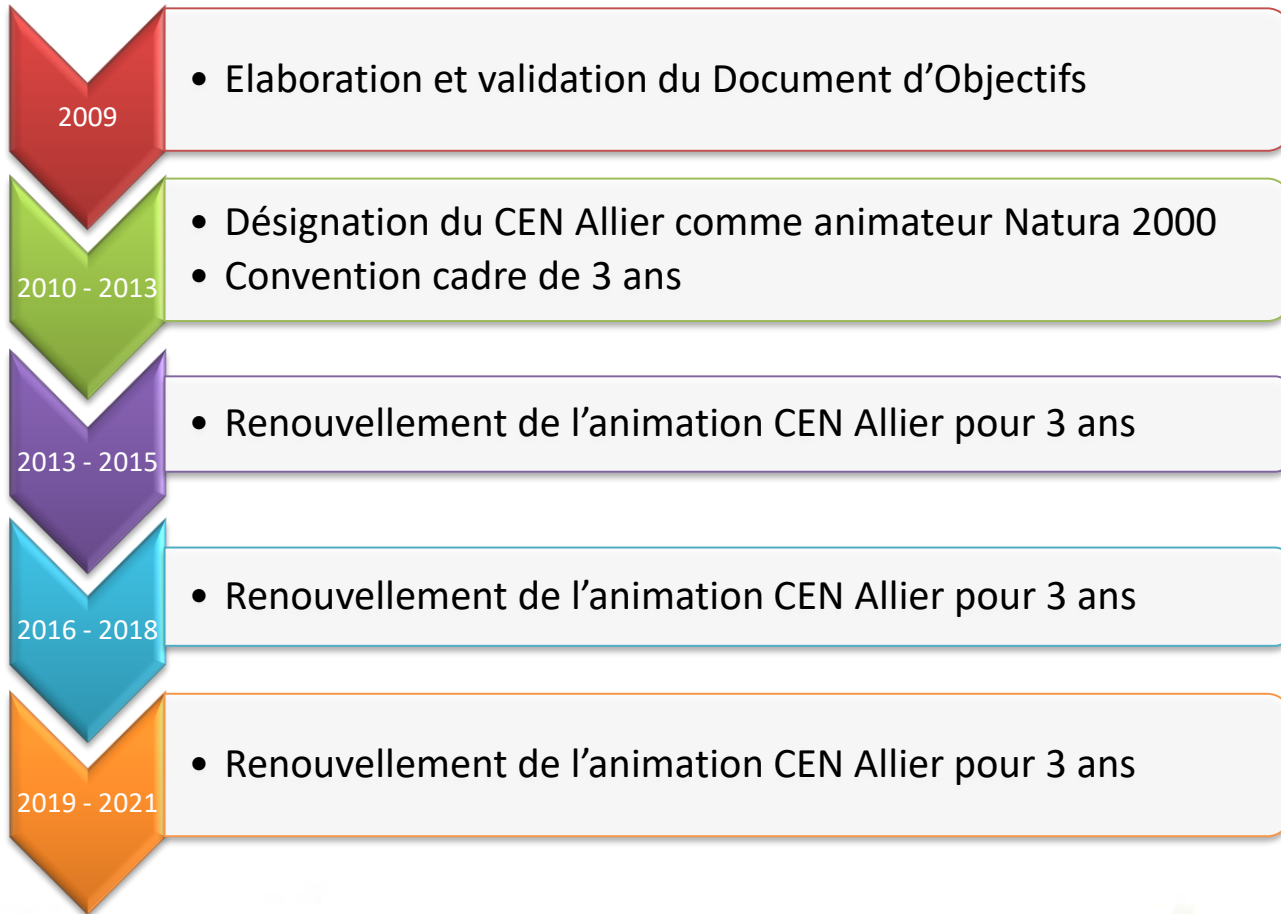 2009
• Elaboration et validation du Document d’Objectifs
2010 - 2013
• Désignation du CEN Allier comme animateur Natura 2000
• Convention cadre de 3 ans
2013 - 2015
• Renouvellement de l’animation CEN Allier pour 3 ans
2016 - 2018
• Renouvellement de l’animation CEN Allier pour 3 ans
2019 - 2021
• Renouvellement de l’animation CEN Allier pour 3 ans